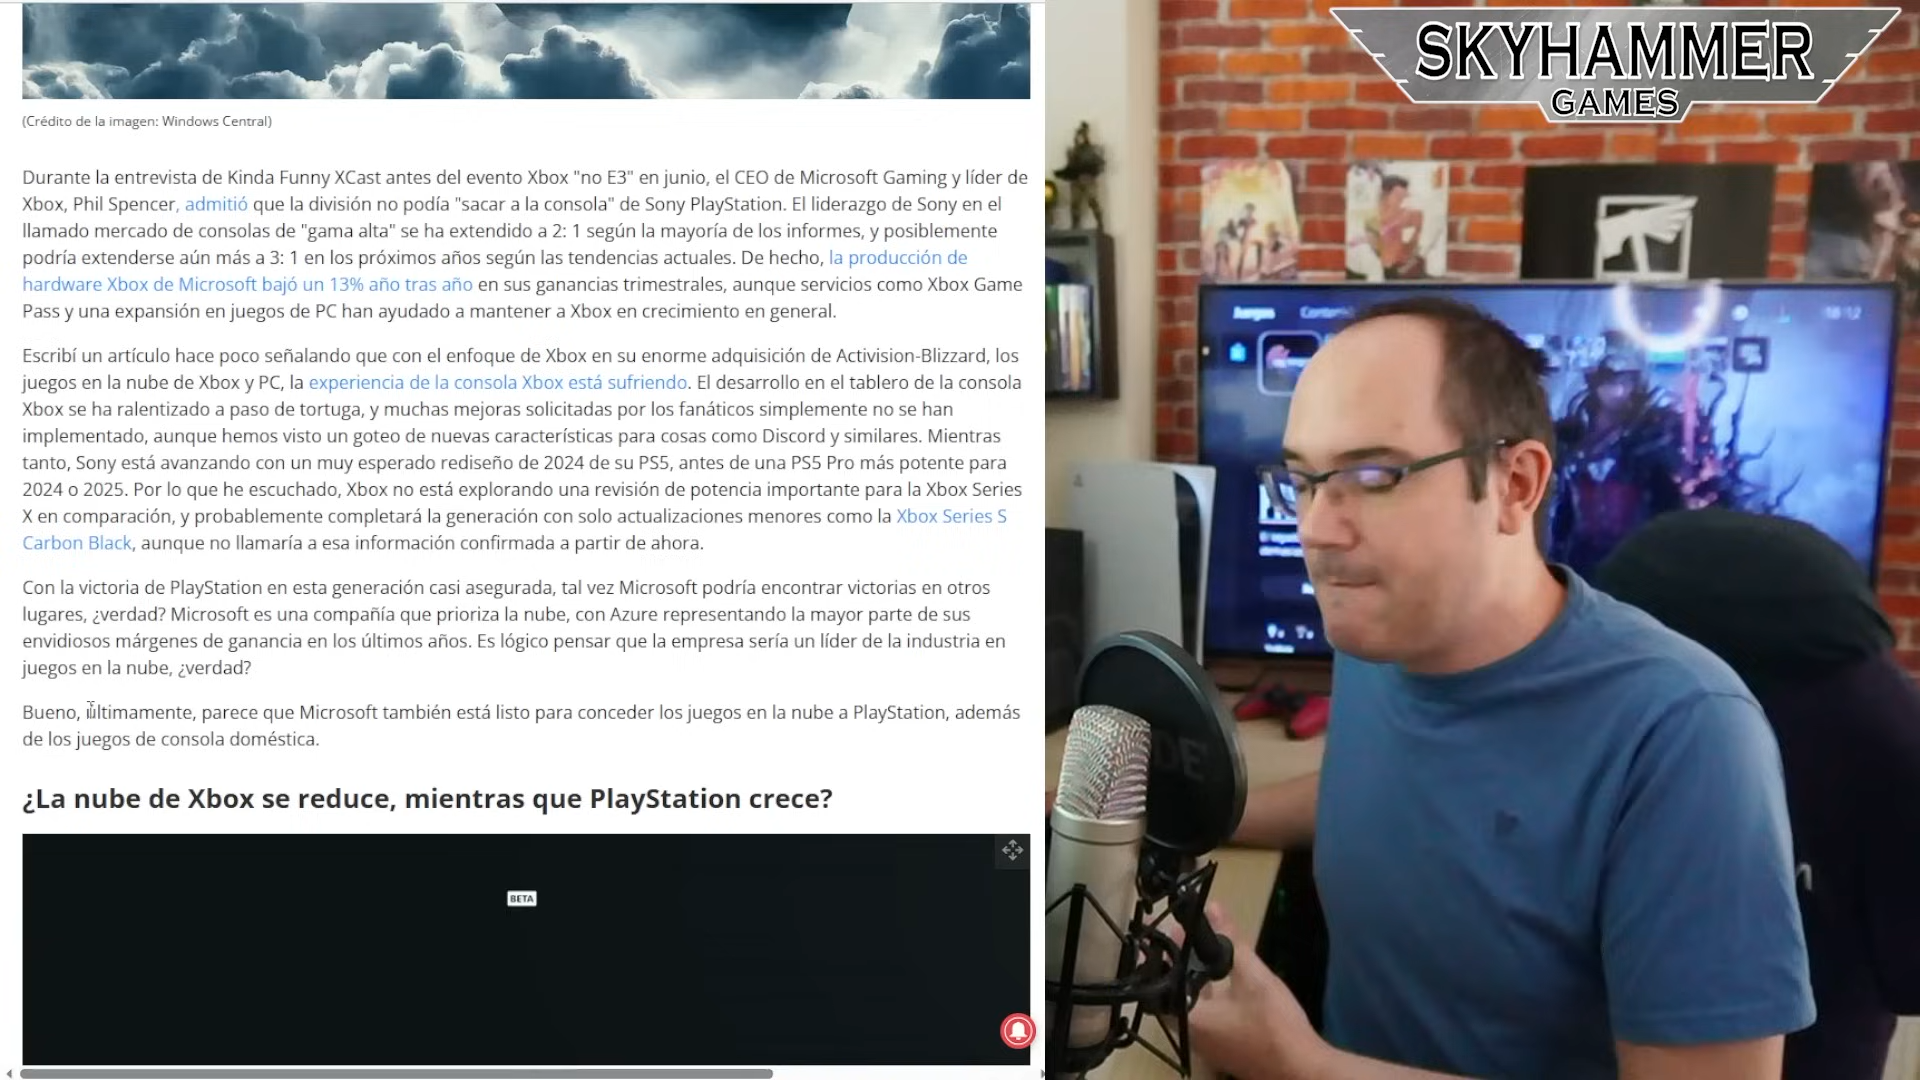 (Crédito de la imagen: Windows Central)
Durante la entrevista de Kinda Funny XCast antes del evento Xbox "no E3" en junio, el CEO de Microsoft Gaming y líder de
Xbox, Phil Spencer, admitió que la división no podía "sacar a la consola" de Sony PlayStation. El liderazgo de Sony en el
llamado mercado de consolas de "gama alta" se ha extendido a 2: 1 según la mayoría de los informes, y posiblemente
podría extenderse aún más a 3: 1 en los próximos años según las tendencias actuales. De hecho, la producción de
hardware Xbox de Microsoft bajó un 13% año tras año en sus ganancias trimestrales, aunque servicios como Xbox Game
Pass y una expansión en juegos de PC han ayudado a mantener a Xbox en crecimiento en general.
Escribí un artículo hace poco señalando que con el enfoque de Xbox en su enorme adquisición de Activision-Blizzard, los
juegos en la nube de Xbox y PC, la experiencia de la consola Xbox está sufriendo. El desarrollo en el tablero de la consola
Xbox se ha ralentizado a paso de tortuga, y muchas mejoras solicitadas por los fanáticos simplemente no se han
implementado, aunque hemos visto un goteo de nuevas características para cosas como Discord y similares. Mientras
tanto, Sony está avanzando con un muy esperado rediseño de 2024 de su PS5, antes de una PS5 Pro más potente para
2024 o 2025. Por lo que he escuchado, Xbox no está explorando una revisión de potencia importante para la Xbox Series
X en comparación, y probablemente completará la generación con solo actualizaciones menores como la Xbox Series S
Carbon Black, aunque no llamaría a esa información confirmada a partir de ahora.
Con la victoria de PlayStation en esta generación casi asegurada, tal vez Microsoft podría encontrar victorias en otros
lugares, ¿verdad? Microsoft es una compañía que prioriza la nube, con Azure representando la mayor parte de sus
envidiosos márgenes de ganancia en los últimos años. Es lógico pensar que la empresa sería un líder de la industria en
juegos en la nube, ¿verdad?
Bueno, últimamente, parece que Microsoft también está listo para conceder los juegos en la nube a PlayStation, además
de los juegos de consola doméstica.
¿La nube de Xbox se reduce, mientras que PlayStation crece?
BETA
SKYHAMMER
GAMES
Juegos